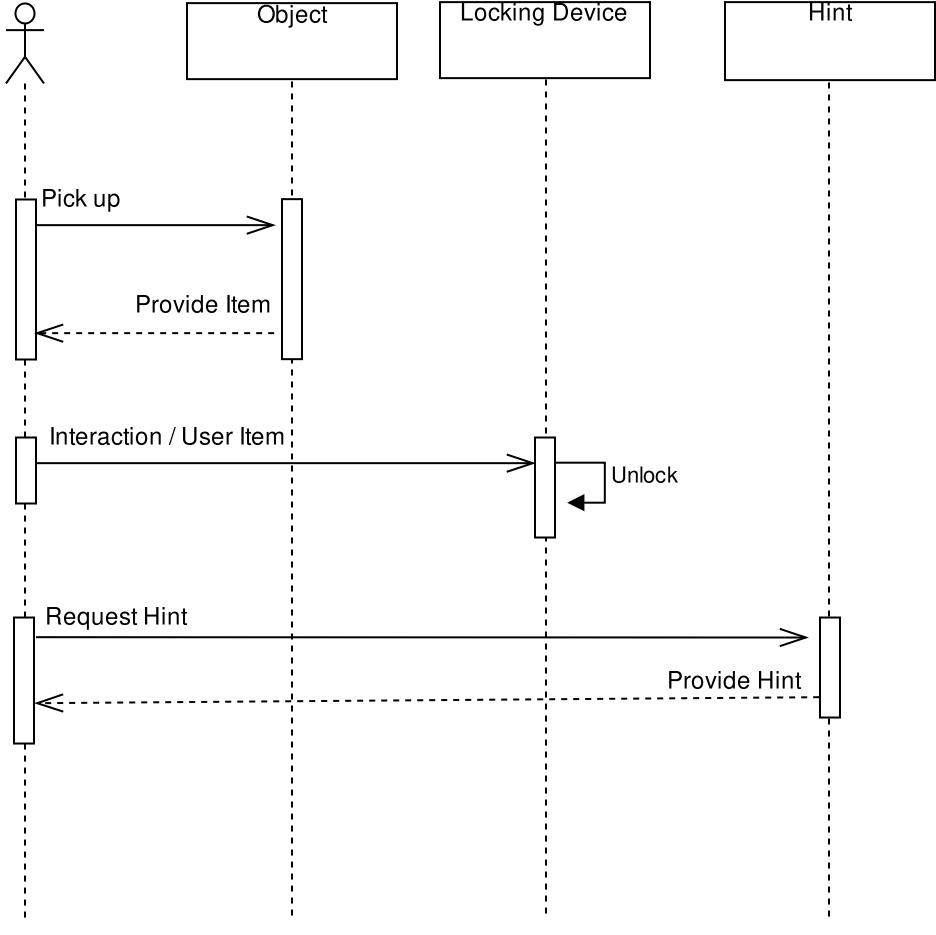 Object
Locking Device
Hint
Pick up
Provide Item
Interaction / User Item
Unlock
Request Hint
Provide Hint